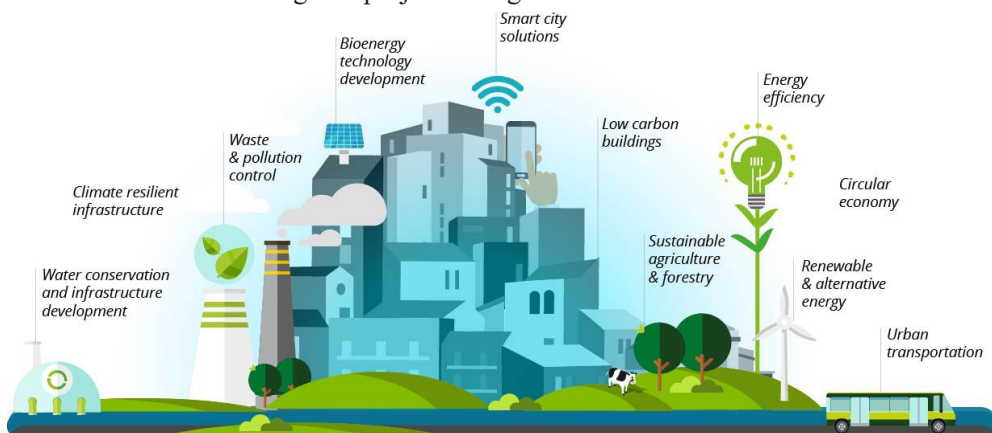 Smart city
solutions
Bioenergy
technology
development
Energy
efficiency
Waste
& pollution
control
Low carbon
buildings
Climate resilient
infrastructure
Circular
economy
Sustainable
agriculture
& forestry
Water conservation
and infrastructure
development
Renewable
& alternative
energy
Urban
transportation